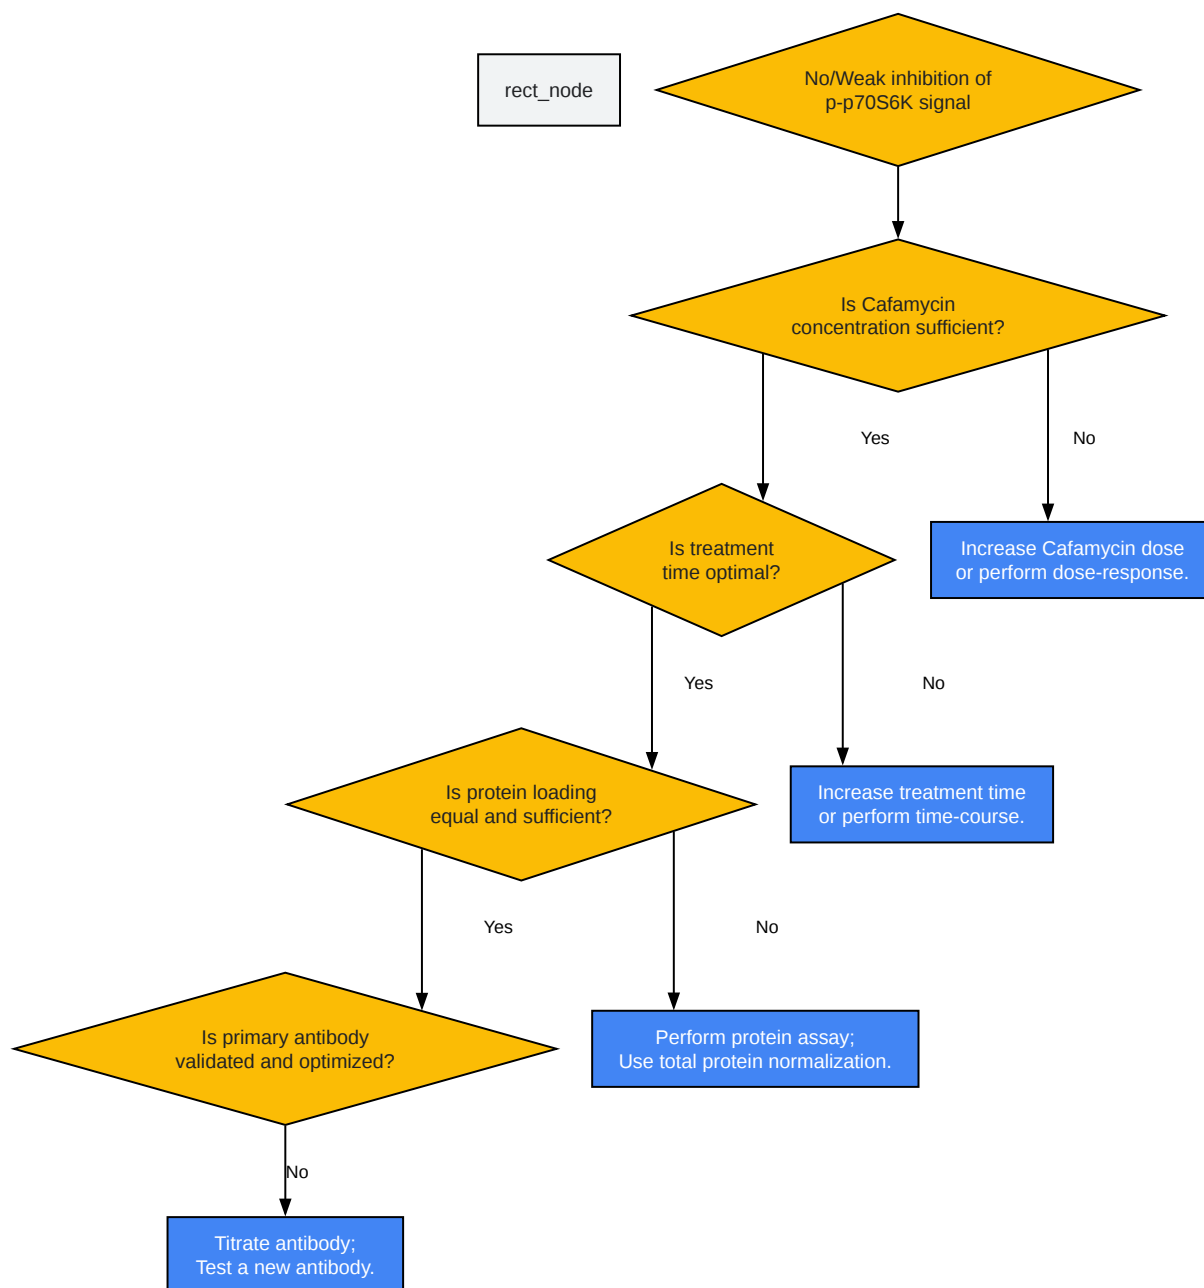 rect_node
No/Weak inhibition of
p-p70S6K signal
Is Cafamycin
concentration sufficient?
Yes
No
Is treatment
time optimal?
Increase Cafamycin dose
or perform dose-response.
Yes
No
Is protein loading
equal and sufficient?
Increase treatment time
or perform time-course.
Yes
No
Is primary antibody
validated and optimized?
Perform protein assay;
Use total protein normalization.
No
Titrate antibody;
Test a new antibody.